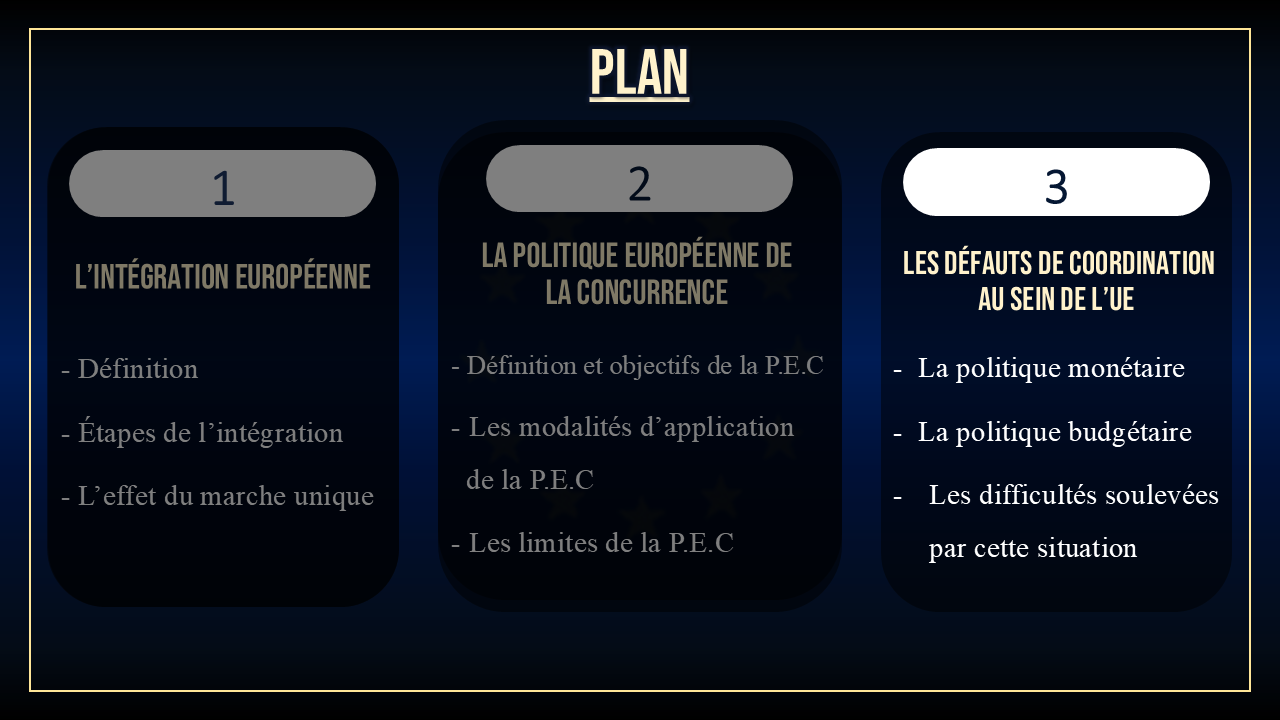 PLAN
1
L’INTÉGRATION EUROPÉENNE
- Définition
- Étapes de l’intégration
- L’effet du marche unique
2
LA POLITIQUE EUROPÉENNE DE
LA CONCURRENCE
- Définition et objectifs de la P.E.C
- Les modalités d’application
de la P.E.C
- Les limites de la P.E.C
3
LES DÉFAUTS DE COORDINATION
AU SEIN DE L’UE
- La politique monétaire
- La politique budgétaire
- Les difficultés soulevées
par cette situation